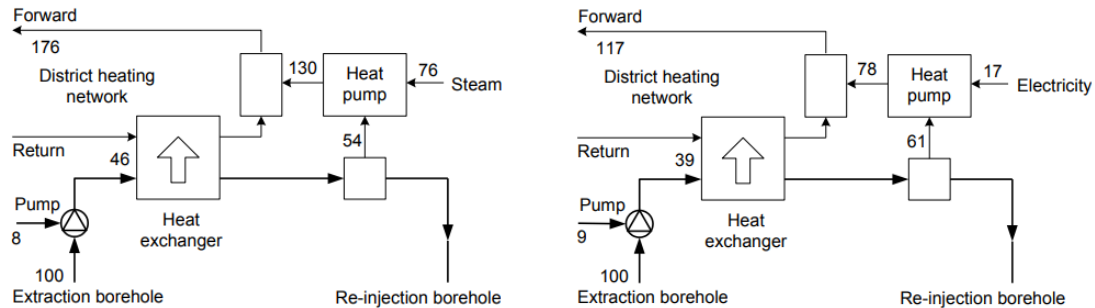 Forward
176
District heating
network
130
Heat
pump
76
Steam
Return
46
54
Pump
8
Heat
exchanger
100
Extraction borehole
Re-injection borehole
Forward
117
District heating
network
78
Heat
pump
17
Electricity
Return
39
61
Pump
9
Heat
exchanger
100
Extraction borehole
Re-injection borehole